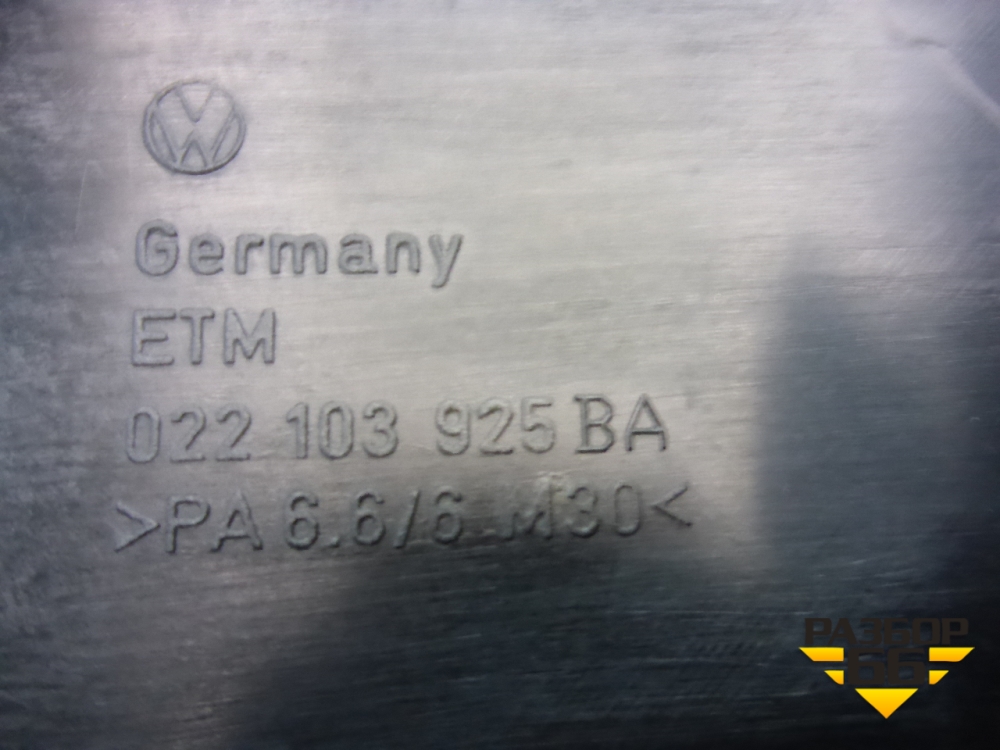 Germany
ETM
022 103 925 BA
>PA 6.6/6 M30<
РАЗБОР
66